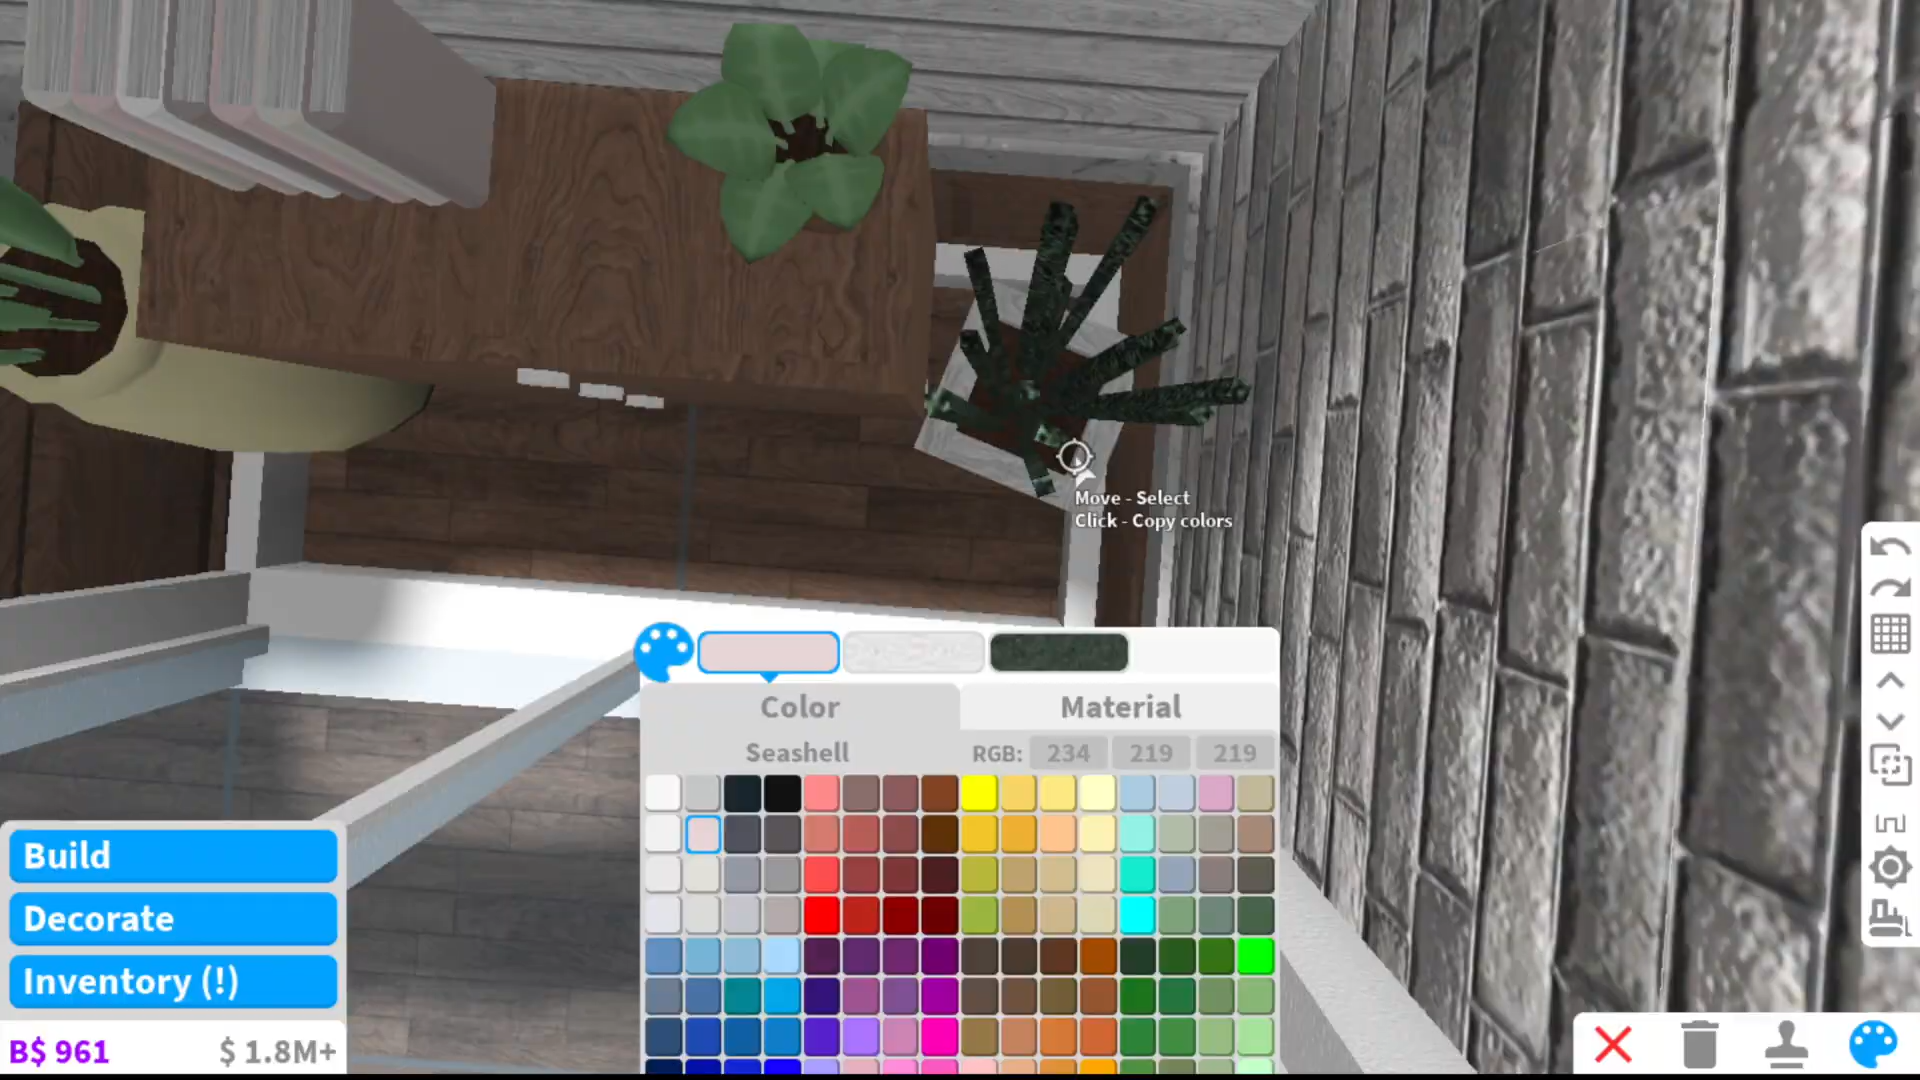 Move - Select
Click - Copy colors
Color
Material
Seashell
RGB:
234
219
219
Build
Decorate
Inventory (!)
B$ 961
$ 1.8M+